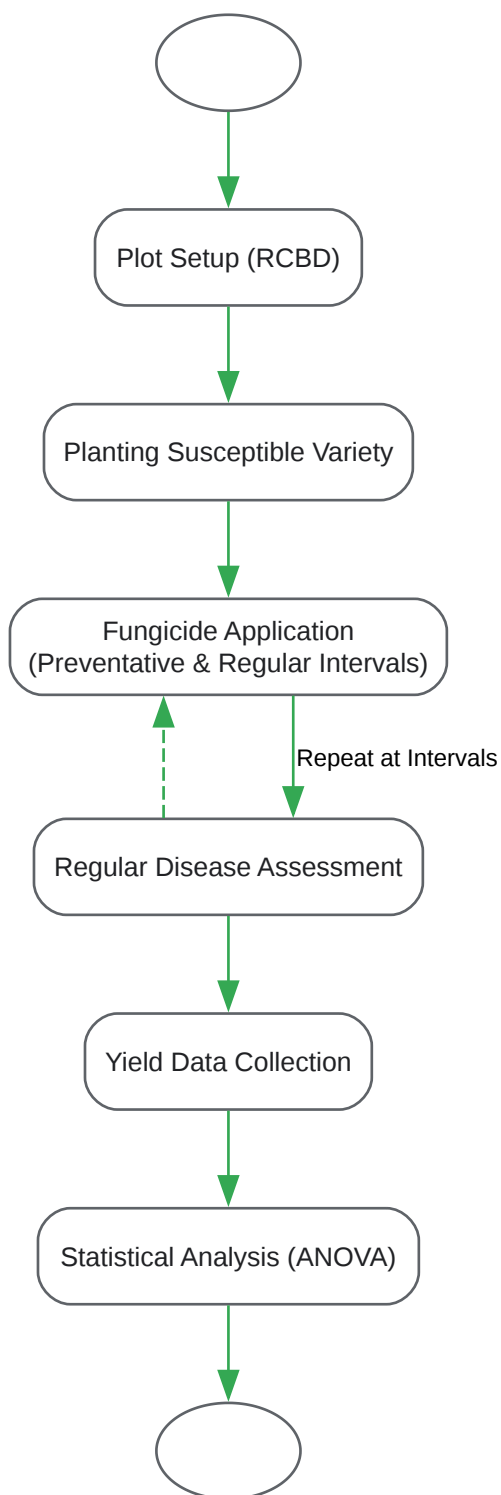 Plot Setup (RCBD)
Planting Susceptible Variety
Fungicide Application
(Preventative & Regular Intervals)
Repeat at Intervals
Regular Disease Assessment
Yield Data Collection
Statistical Analysis (ANOVA)